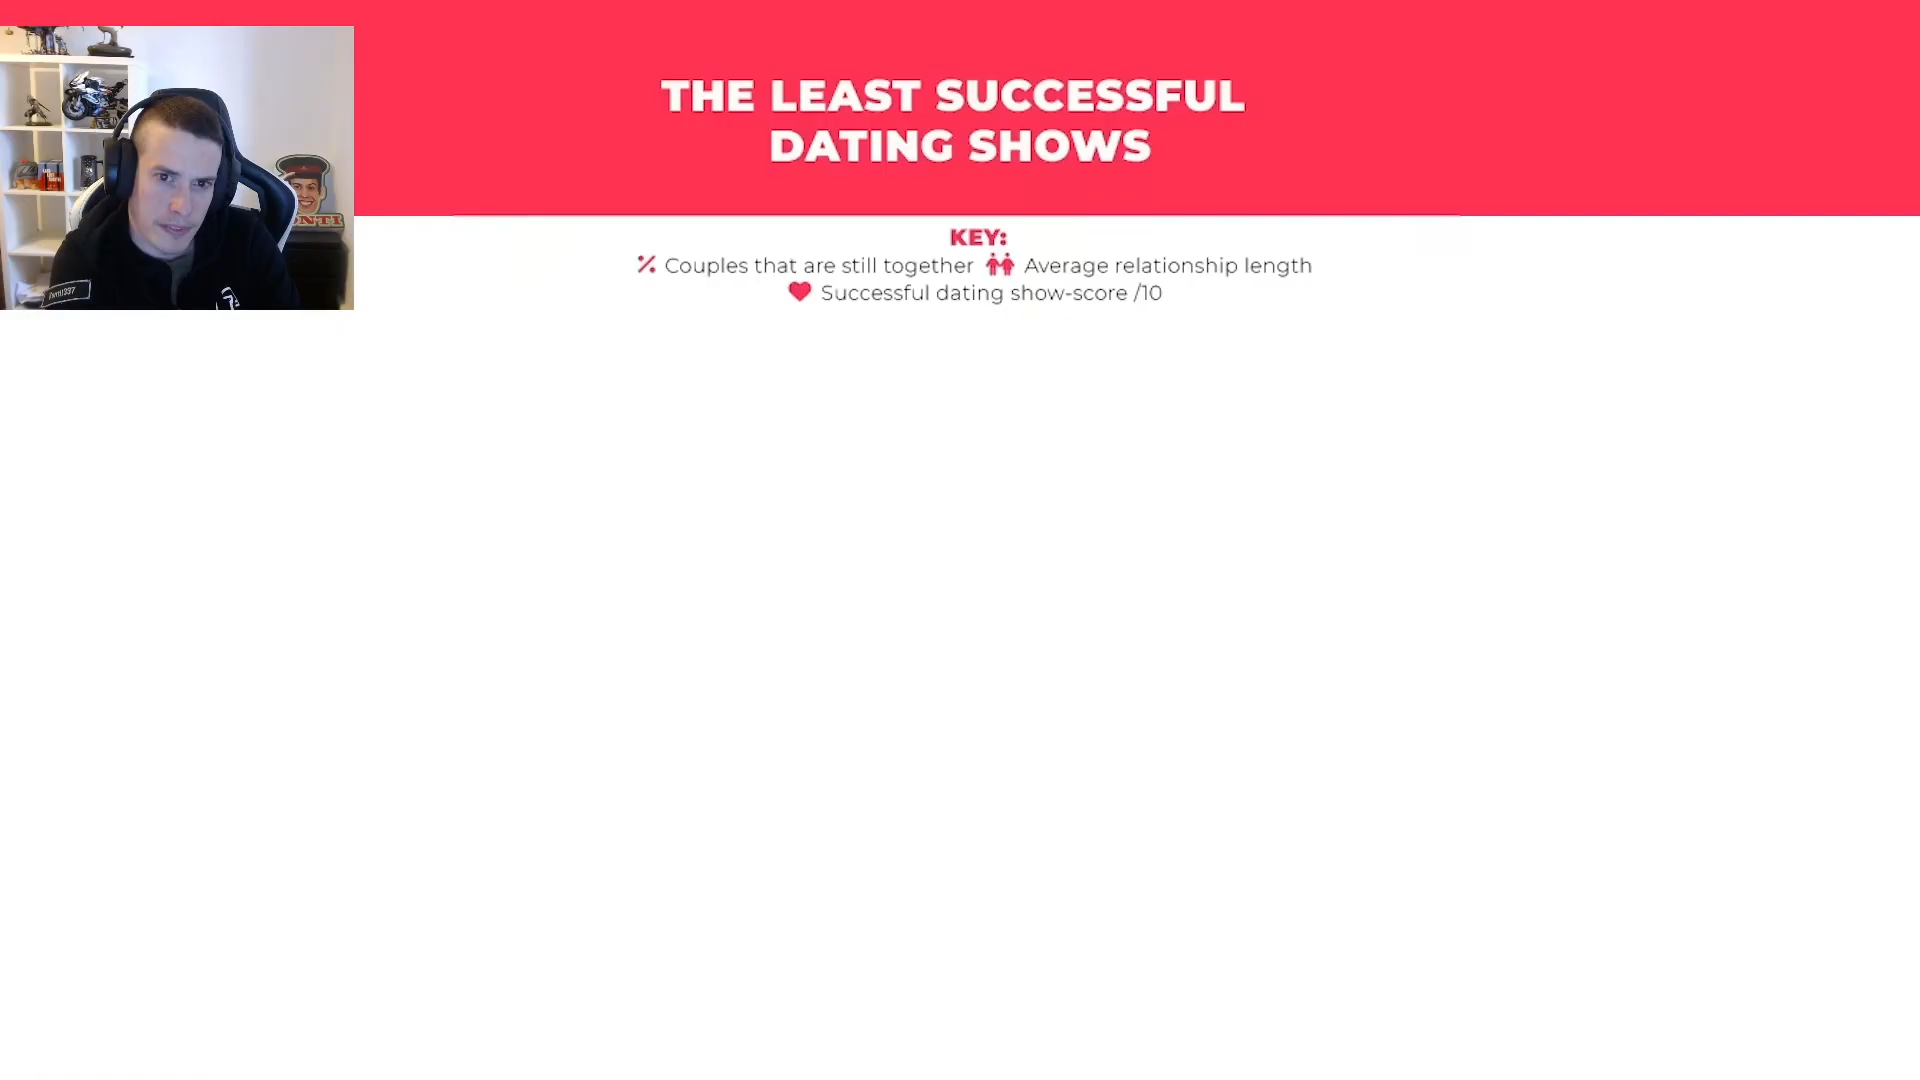 THE LEAST SUCCESSFUL
DATING SHOWS
KEY:
% Couples that are still together Average relationship length
Successful dating show-score /10